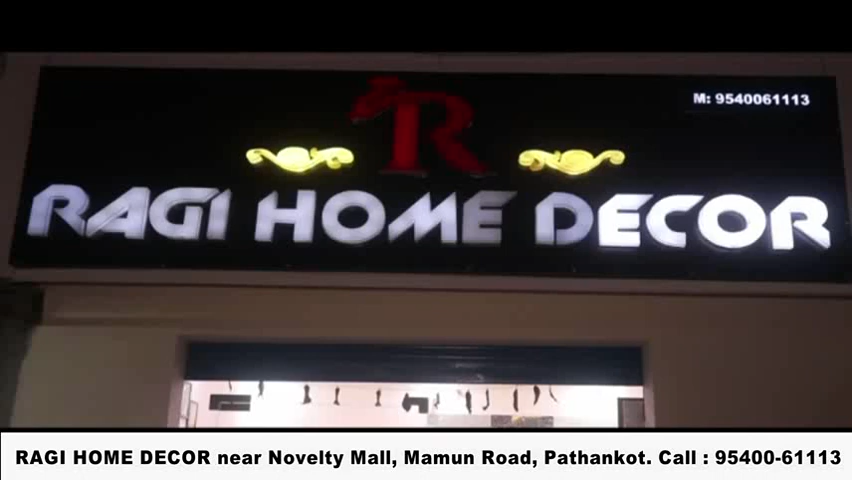 R
M: 9540061113
RAGI HOME DECOR
RAGI HOME DECOR near Novelty Mall, Mamun Road, Pathankot. Call : 95400-61113